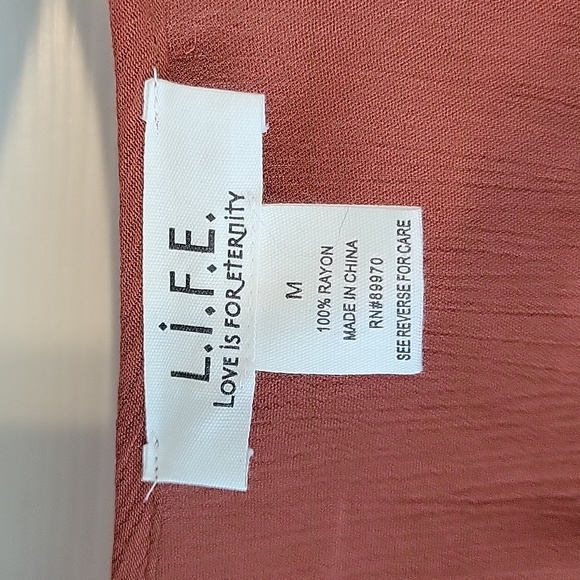 L.i.F.E.
LOVE iS FOR ETERNiTY
M
100% RAYON
MADE IN CHINA
RN#89970
SEE REVERSE FOR CARE